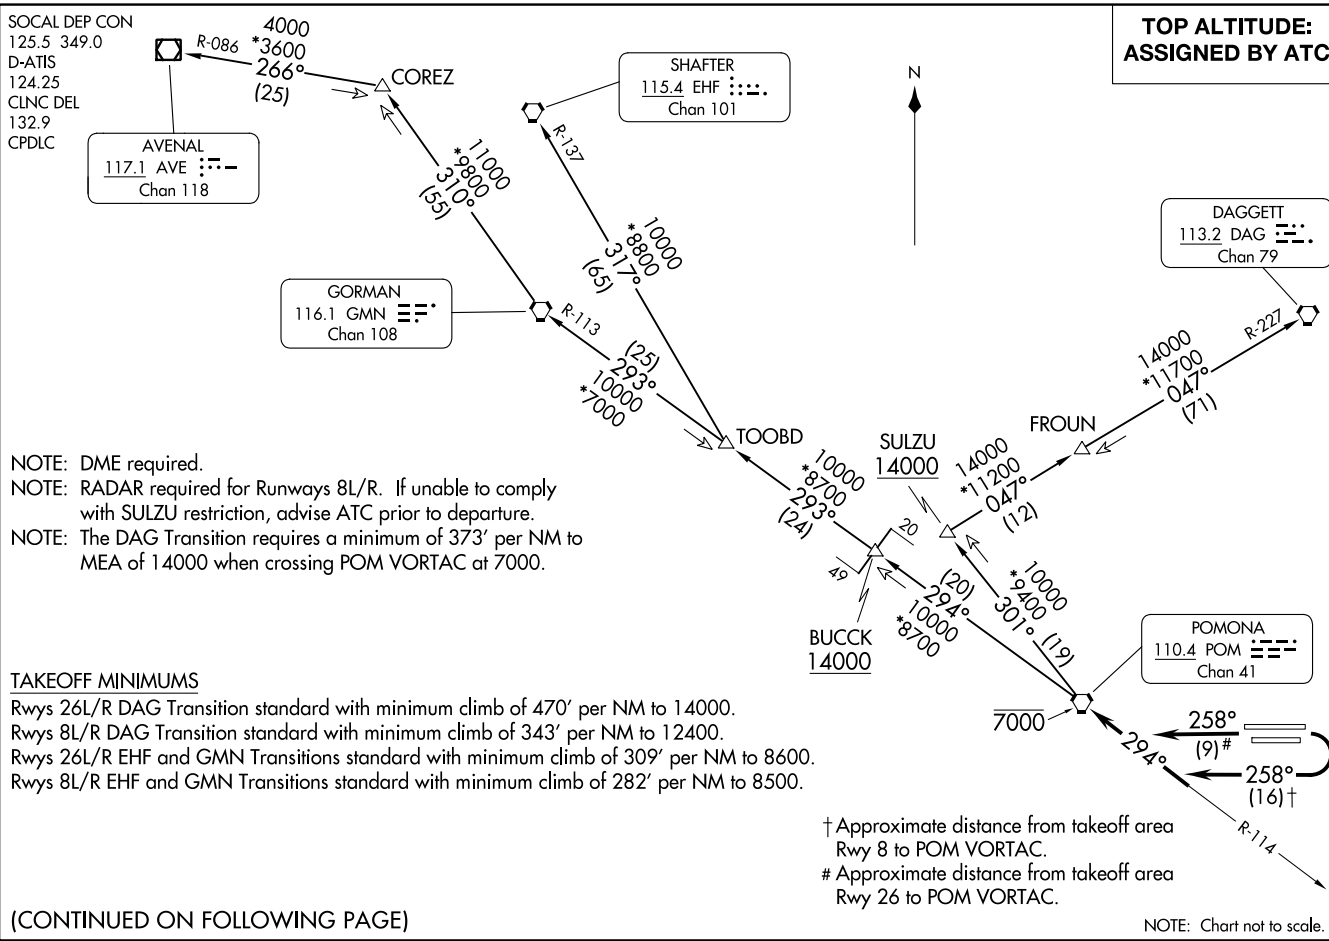 SOCAL DEP CON
125.5 349.0
D-ATIS
124.25
CLNC DEL
132.9
CPDLC
TOP ALTITUDE:
ASSIGNED BY ATC
R-086
4000
*3600
266°
(25)
COREZ
AVENAL
117.1 AVE
Chan 118
SHAFTER
115.4 EHF
Chan 101
N
R-137
11000
*9800
310°
(55)
10000
*8800
317°
(65)
DAGGETT
113.2 DAG
Chan 79
GORMAN
116.1 GMN
Chan 108
R-113
(25)
293°
10000
*7000
R-227
14000
*11700
047°
(71)
TOOBD
SULZU
14000
FROUN
10000
*8700
293°
(24)
14000
*11200
047°
(12)
NOTE: DME required.
NOTE: RADAR required for Runways 8L/R. If unable to comply
with SULZU restriction, advise ATC prior to departure.
NOTE: The DAG Transition requires a minimum of 373' per NM to
MEA of 14000 when crossing POM VORTAC at 7000.
20
49
BUCCK
14000
(20)
294°
10000
*8700
10000
*9400
301°
(19)
POMONA
110.4 POM
Chan 41
7000
294°
258°
(9)#
258°
(16)†
R-114
TAKEOFF MINIMUMS
Rwys 26L/R DAG Transition standard with minimum climb of 470' per NM to 14000.
Rwys 8L/R DAG Transition standard with minimum climb of 343' per NM to 12400.
Rwys 26L/R EHF and GMN Transitions standard with minimum climb of 309' per NM to 8600.
Rwys 8L/R EHF and GMN Transitions standard with minimum climb of 282' per NM to 8500.
† Approximate distance from takeoff area
Rwy 8 to POM VORTAC.
# Approximate distance from takeoff area
Rwy 26 to POM VORTAC.
(CONTINUED ON FOLLOWING PAGE)
NOTE: Chart not to scale.